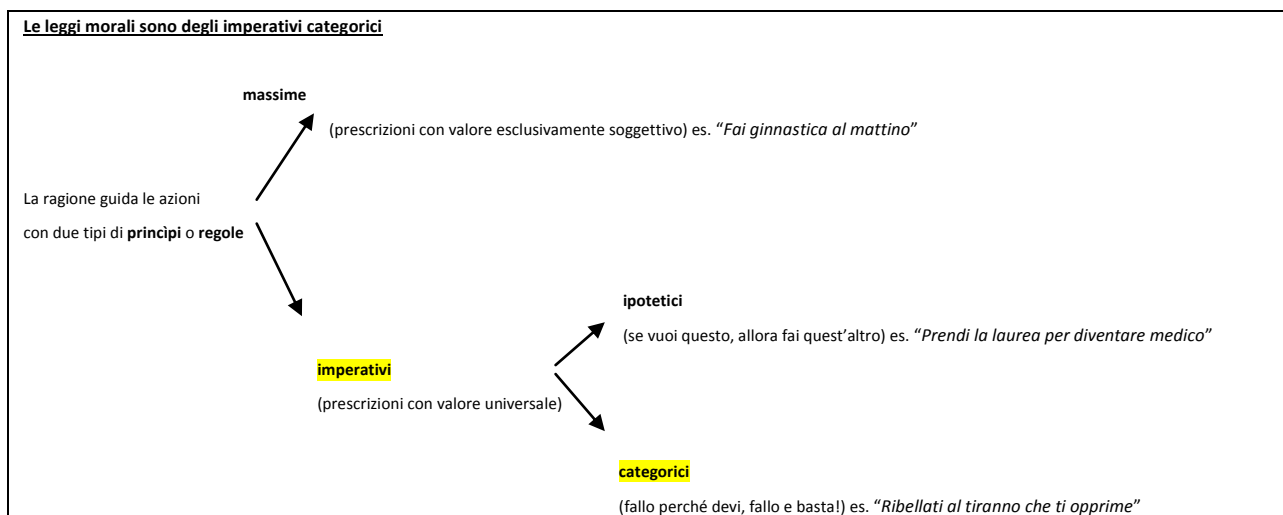 Le leggi morali sono degli imperativi categorici
massime
(prescrizioni con valore esclusivamente soggettivo) es. “Fai ginnastica al mattino”
La ragione guida le azioni
con due tipi di princìpi o regole
ipotetici
(se vuoi questo, allora fai quest’altro) es. “Prendi la laurea per diventare medico”
imperativi
(prescrizioni con valore universale)
categorici
(fallo perché devi, fallo e basta!) es. “Ribellati al tiranno che ti opprime”